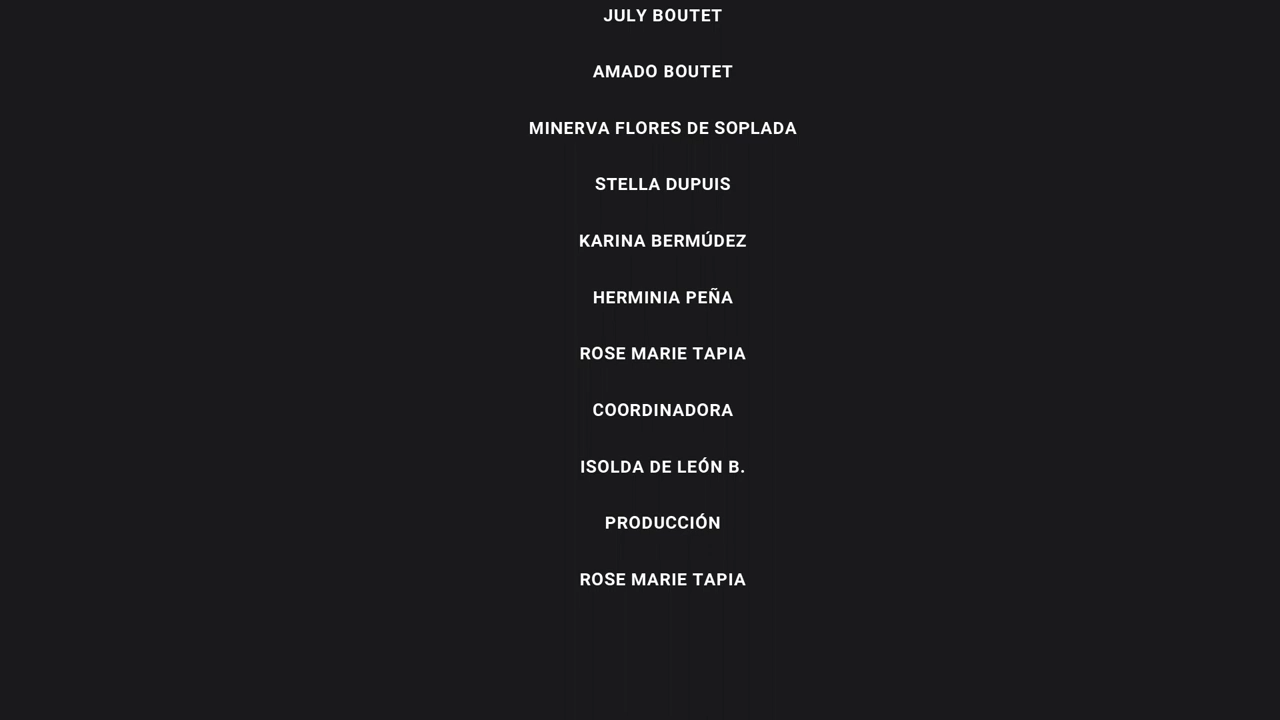 JULY BOUTET
AMADO BOUTET
MINERVA FLORES DE SOPLADA
STELLA DUPUIS
KARINA BERMÚDEZ
HERMINIA PEÑA
ROSE MARIE TAPIA
COORDINADORA
ISOLDA DE LEÓN B.
PRODUCCIÓN
ROSE MARIE TAPIA